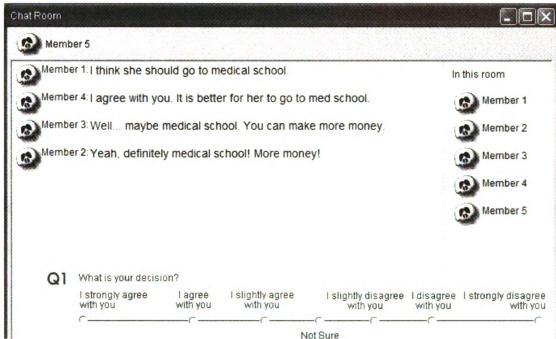 Chat Room
Member 5
Member 1: I think she should go to medical school.
Member 4: I agree with you. It is better for her to go to med school.
Member 3: Well... maybe medical school. You can make more money.
Member 2: Yeah, definitely medical school! More money!
In this room
Member 1
Member 2
Member 3
Member 4
Member 5
Q1 What is your decision?
I strongly agree with you
I agree with you
I slightly agree with you
I slightly disagree with you
I disagree with you
I strongly disagree with you
Not Sure